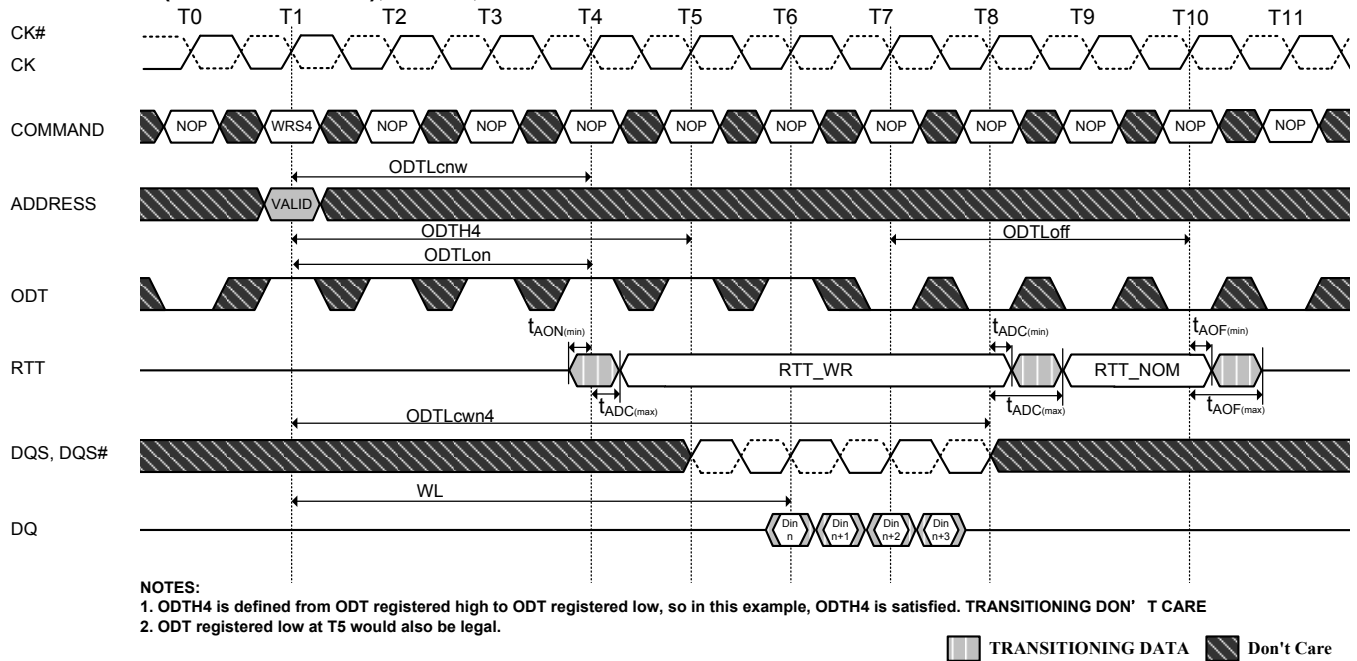 T0 T1 T2 T3 T4 T5 T6 T7 T8 T9 T10 T11
CK#
CK
COMMAND NOP WRS4 NOP NOP NOP NOP NOP NOP NOP NOP NOP NOP
ODTLcnw
ADDRESS VALID
ODTH4 ODTLoff
ODTLon
ODT
tAON(min) tADC(min) tAOF(min)
RTT RTT_WR RTT_NOM
tADC(max) tADC(max) tAOF(max)
ODTLcwn4
DQS, DQS#
WL
DQ Din n Din n+1 Din n+2 Din n+3
NOTES:
1. ODTH4 is defined from ODT registered high to ODT registered low, so in this example, ODTH4 is satisfied. TRANSITIONING DON’ T CARE
2. ODT registered low at T5 would also be legal.
TRANSITIONING DATA Don't Care